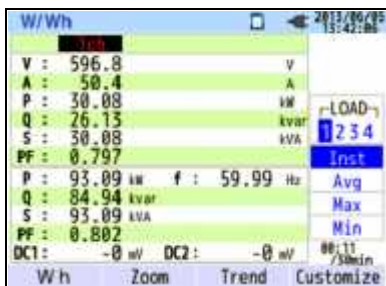 W/Wh 2013/06/05
13:42:06
1ch
V : 596.8 V
A : 50.4 A
P : 30.08 kW
Q : 26.13 kvar
S : 30.08 kVA
PF : 0.797
P : 93.09 kW f : 59.99 Hz
Q : 84.94 kvar
S : 93.09 kVA
PF : 0.802
DC1: -0 mV DC2: -0 mV
LOAD
1 2 3 4
Inst
Avg
Max
Min
00:11
/30min
W h Zoom Trend Customize